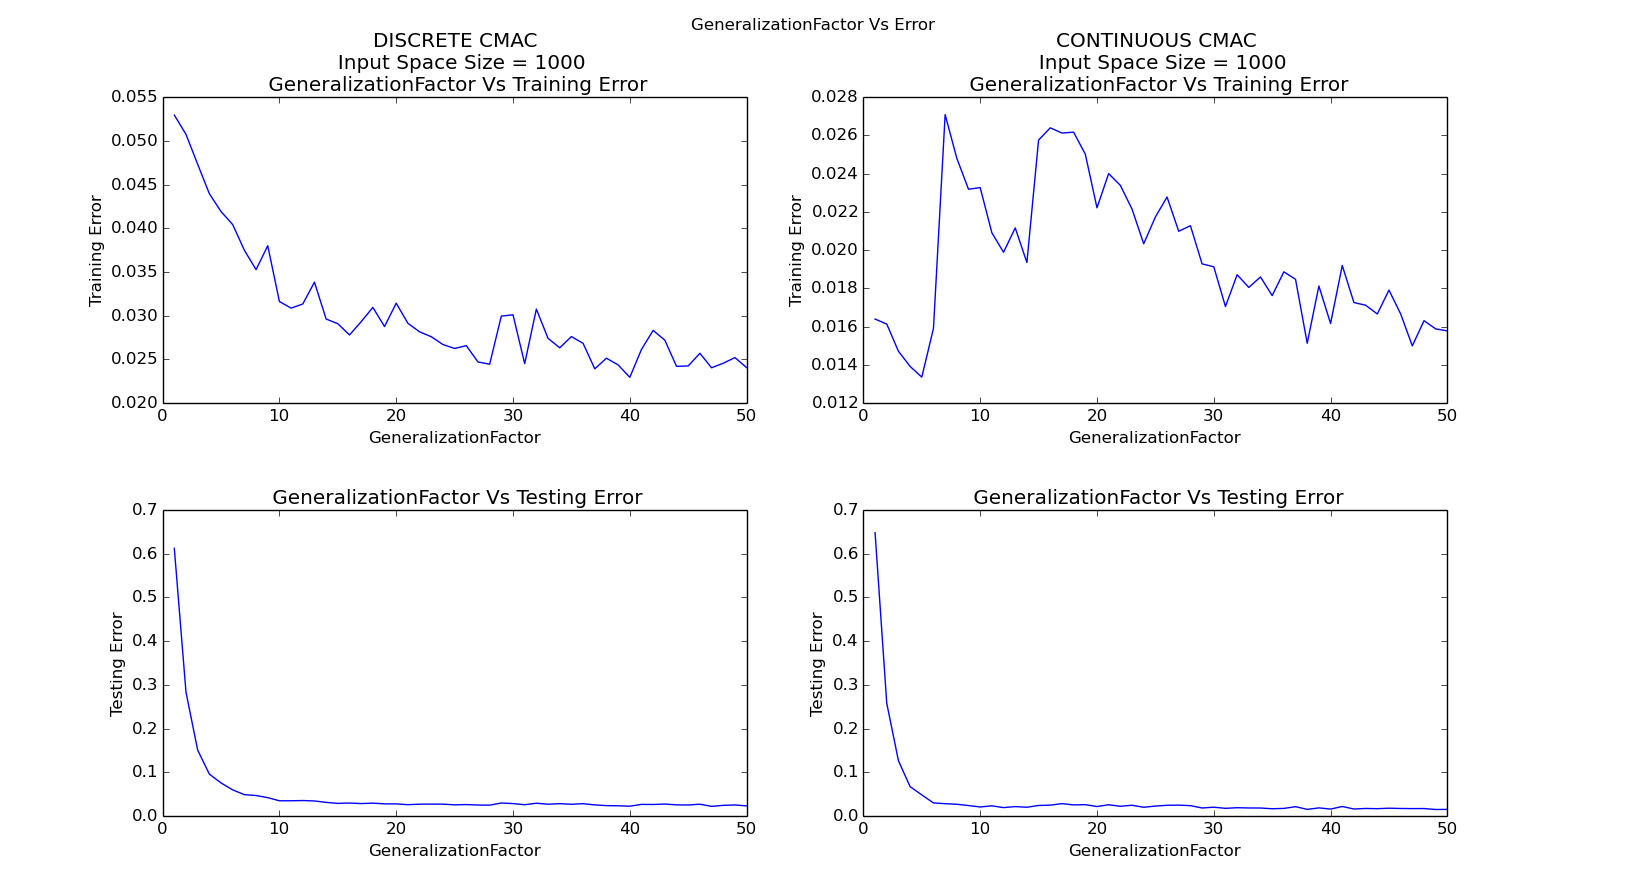 GeneralizationFactor Vs Error
DISCRETE CMAC
Input Space Size = 1000
GeneralizationFactor Vs Training Error
0.055
0.050
0.045
0.040
0.035
0.030
0.025
0.020
Training Error
0 10 20 30 40 50
GeneralizationFactor
CONTINUOUS CMAC
Input Space Size = 1000
GeneralizationFactor Vs Training Error
0.028
0.026
0.024
0.022
0.020
0.018
0.016
0.014
0.012
Training Error
0 10 20 30 40 50
GeneralizationFactor
GeneralizationFactor Vs Testing Error
0.7
0.6
0.5
0.4
0.3
0.2
0.1
0.0
Testing Error
0 10 20 30 40 50
GeneralizationFactor
GeneralizationFactor Vs Testing Error
0.7
0.6
0.5
0.4
0.3
0.2
0.1
0.0
Testing Error
0 10 20 30 40 50
GeneralizationFactor